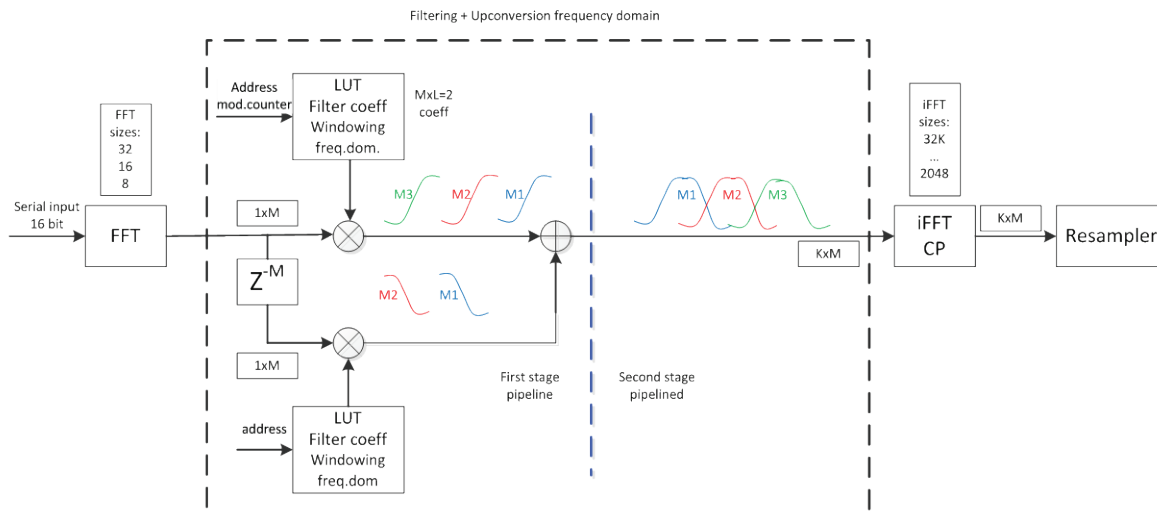 Filtering + Upconversion frequency domain
Address
mod.counter
LUT
Filter coeff
Windowing
freq.dom.
MxL=2
coeff
FFT
sizes:
32
16
8
iFFT
sizes:
32K
...
2048
Serial input
16 bit
FFT
1xM
M3
M2
M1
M1
M2
M3
KxM
iFFT
CP
KxM
Resampler
Z-M
M2
M1
1xM
First stage
pipeline
Second stage
pipelined
address
LUT
Filter coeff
Windowing
freq.dom